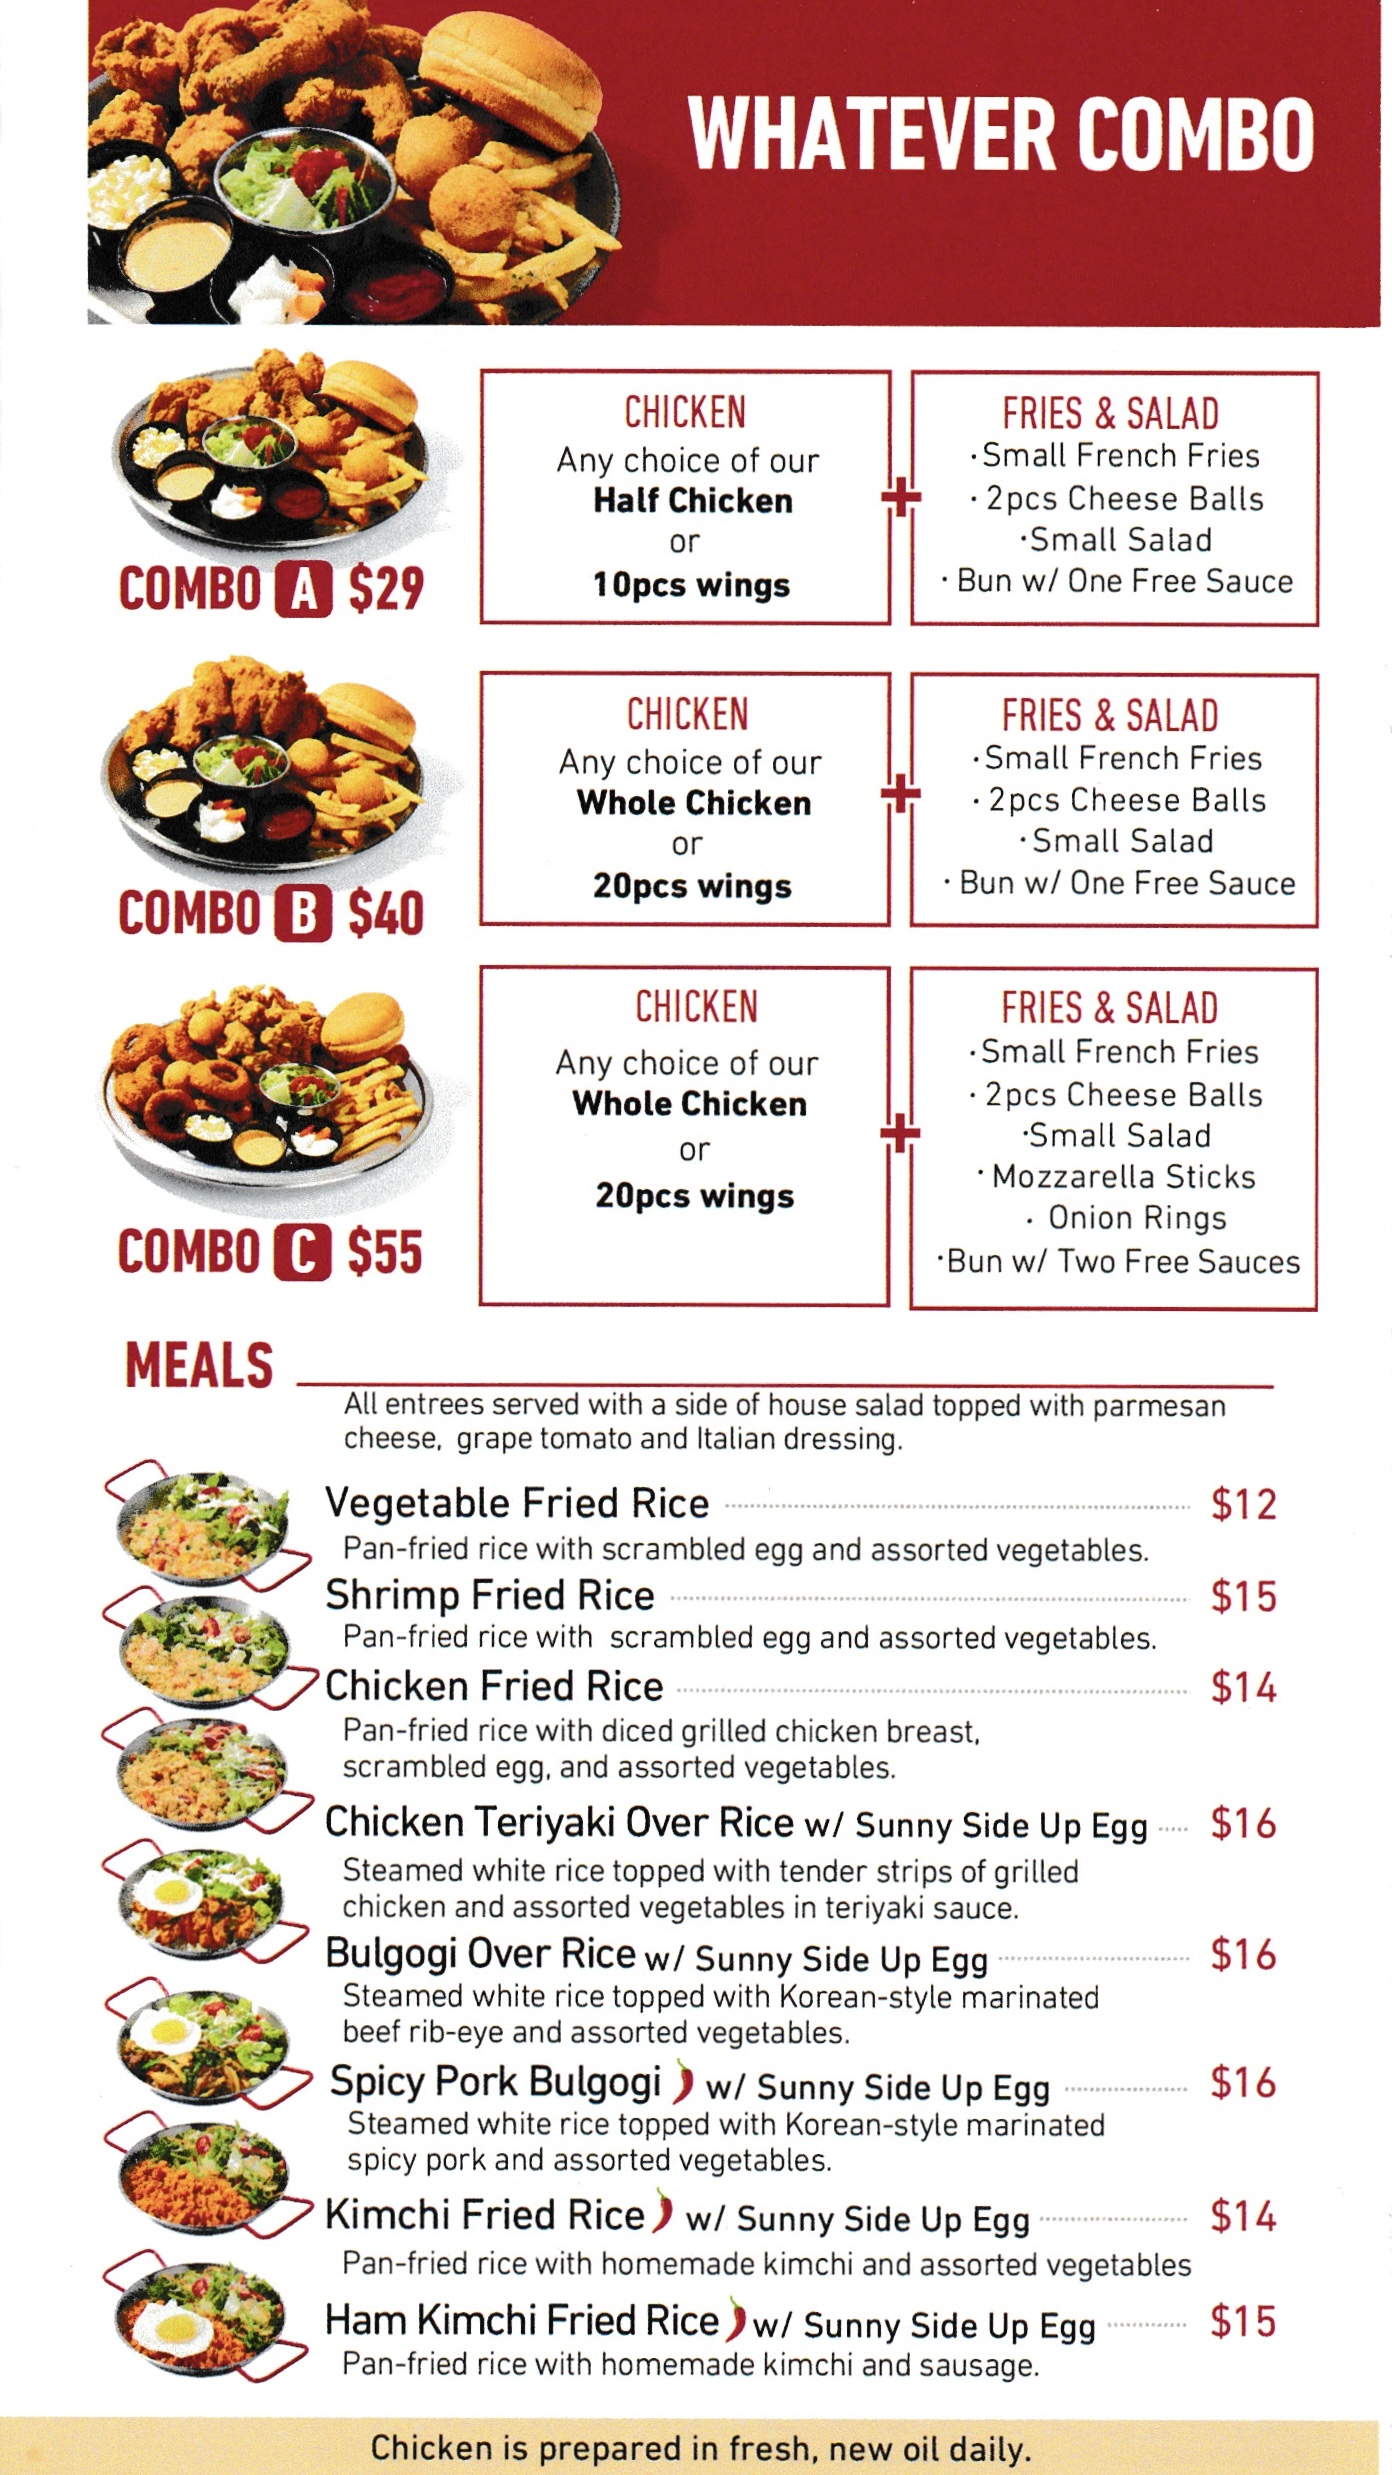 WHATEVER COMBO
COMBO A $29
CHICKEN
Any choice of our
Half Chicken
or
10pcs wings
+
FRIES & SALAD
·Small French Fries
· 2pcs Cheese Balls
·Small Salad
· Bun w/ One Free Sauce
COMBO B $40
CHICKEN
Any choice of our
Whole Chicken
or
20pcs wings
+
FRIES & SALAD
·Small French Fries
· 2pcs Cheese Balls
·Small Salad
· Bun w/ One Free Sauce
COMBO C $55
CHICKEN
Any choice of our
Whole Chicken
or
20pcs wings
+
FRIES & SALAD
·Small French Fries
· 2pcs Cheese Balls
·Small Salad
· Mozzarella Sticks
· Onion Rings
·Bun w/ Two Free Sauces
MEALS
All entrees served with a side of house salad topped with parmesan
cheese, grape tomato and Italian dressing.
Vegetable Fried Rice $12
Pan-fried rice with scrambled egg and assorted vegetables.
Shrimp Fried Rice $15
Pan-fried rice with scrambled egg and assorted vegetables.
Chicken Fried Rice $14
Pan-fried rice with diced grilled chicken breast,
scrambled egg, and assorted vegetables.
Chicken Teriyaki Over Rice w/ Sunny Side Up Egg $16
Steamed white rice topped with tender strips of grilled
chicken and assorted vegetables in teriyaki sauce.
Bulgogi Over Rice w/ Sunny Side Up Egg $16
Steamed white rice topped with Korean-style marinated
beef rib-eye and assorted vegetables.
Spicy Pork Bulgogi w/ Sunny Side Up Egg $16
Steamed white rice topped with Korean-style marinated
spicy pork and assorted vegetables.
Kimchi Fried Rice w/ Sunny Side Up Egg $14
Pan-fried rice with homemade kimchi and assorted vegetables
Ham Kimchi Fried Rice w/ Sunny Side Up Egg $15
Pan-fried rice with homemade kimchi and sausage.
Chicken is prepared in fresh, new oil daily.